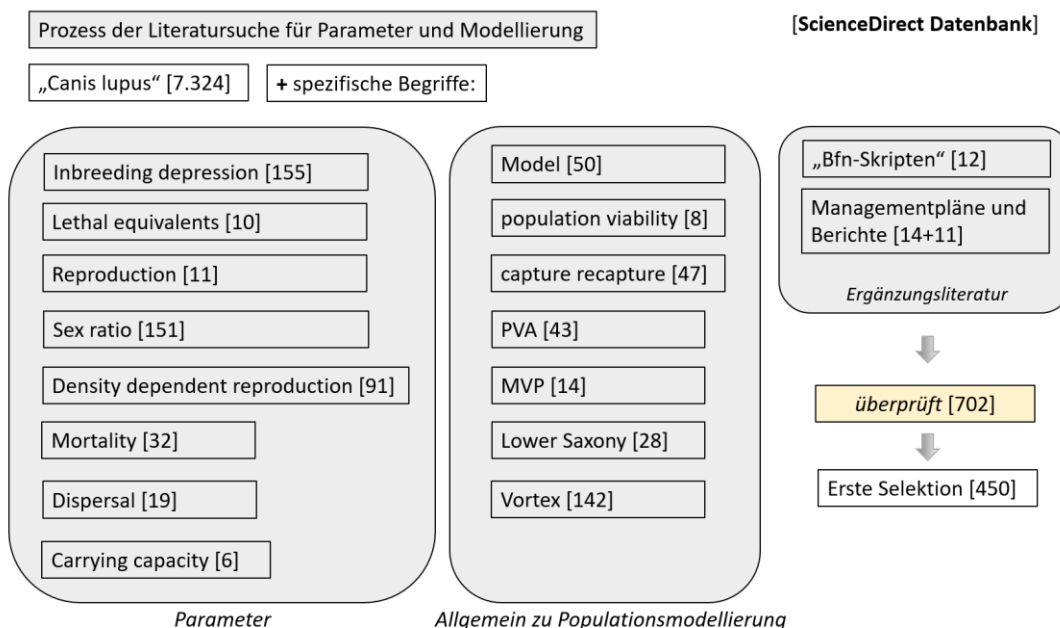 Prozess der Literatursuche für Parameter und Modellierung
[ScienceDirect Datenbank]
„Canis lupus“ [7.324]
+ spezifische Begriffe:
Inbreeding depression [155]
Lethal equivalents [10]
Reproduction [11]
Sex ratio [151]
Density dependent reproduction [91]
Mortality [32]
Dispersal [19]
Carrying capacity [6]
Parameter
Model [50]
population viability [8]
capture recapture [47]
PVA [43]
MVP [14]
Lower Saxony [28]
Vortex [142]
Allgemein zu Populationsmodellierung
„Bfn-Skripten“ [12]
Managementpläne und
Berichte [14+11]
Ergänzungsliteratur
überprüft [702]
Erste Selektion [450]